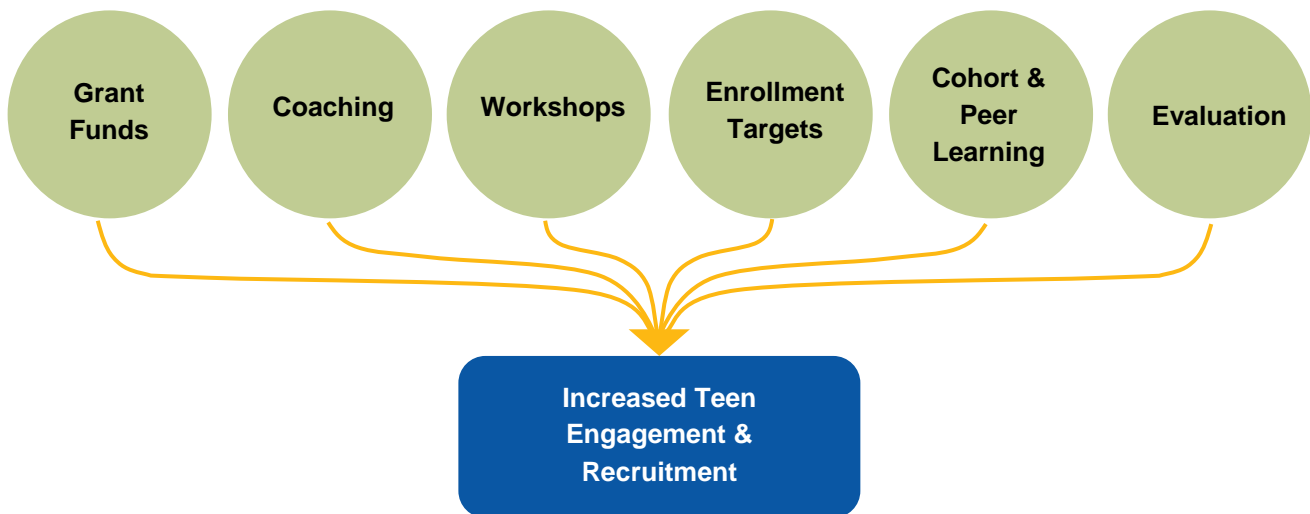 Grant
Funds
Coaching
Workshops
Enrollment
Targets
Cohort &
Peer
Learning
Evaluation
Increased Teen
Engagement &
Recruitment